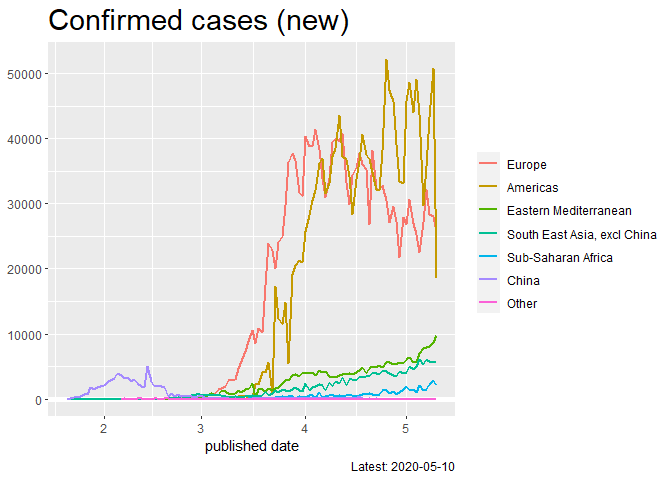 Confirmed cases (new)
50000
40000
30000
20000
10000
0
2
3
4
5
published date
Europe
Americas
Eastern Mediterranean
South East Asia, excl China
Sub-Saharan Africa
China
Other
Latest: 2020-05-10